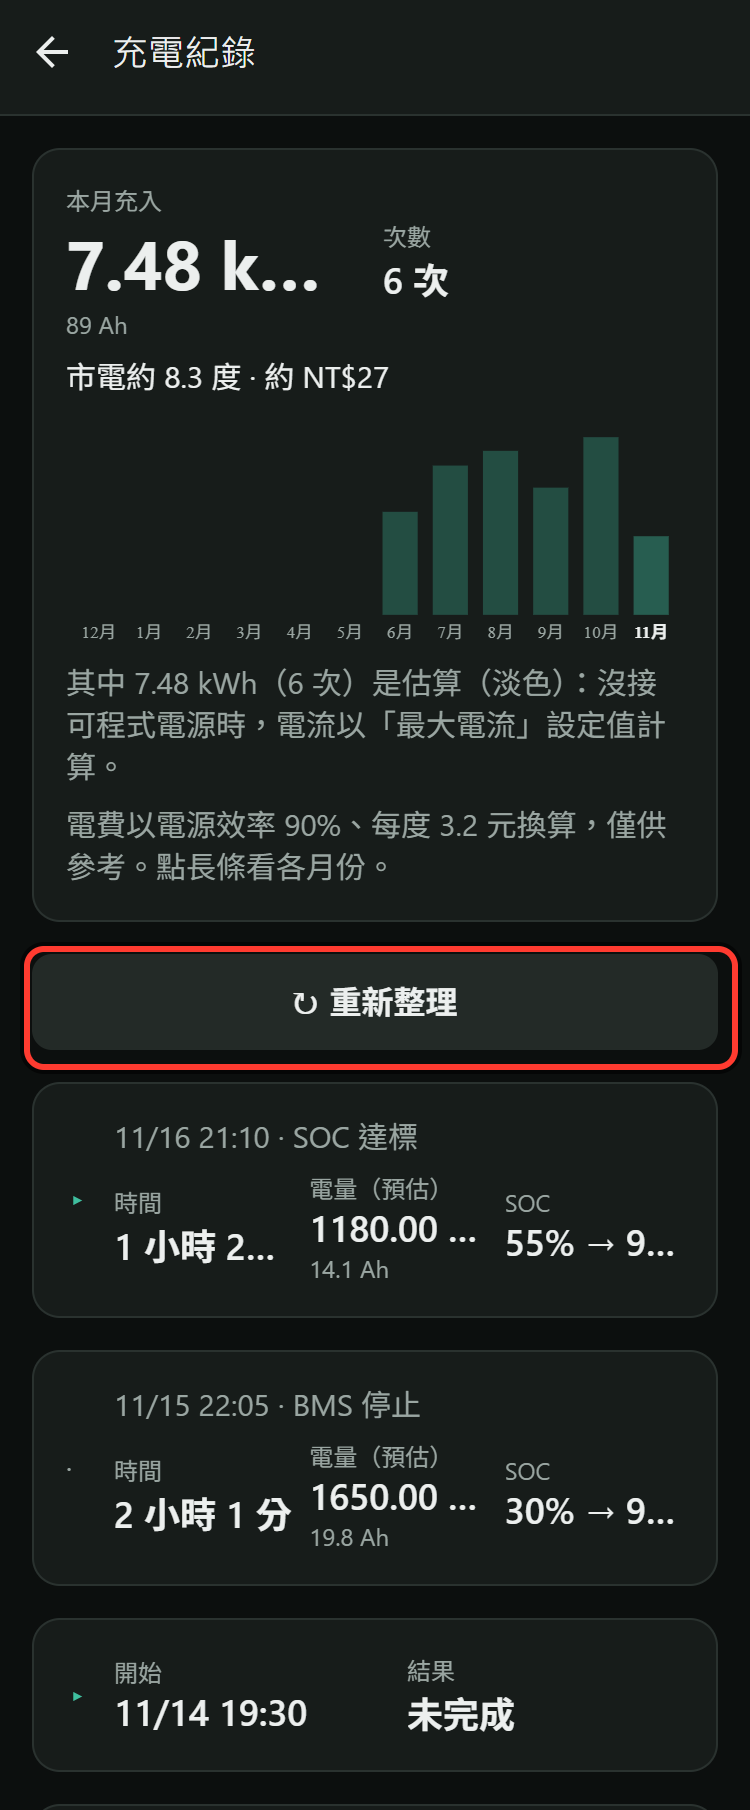 充電紀錄
本月充入
7.48 k...
89 Ah
次數
6 次
市電約 8.3 度 · 約 NT$27
12月 1月 2月 3月 4月 5月 6月 7月 8月 9月 10月 11月
其中 7.48 kWh（6 次）是估算（淡色）：沒接
可程式電源時，電流以「最大電流」設定值計
算。
電費以電源效率 90%、每度 3.2 元換算，僅供
參考。點長條看各月份。
↻ 重新整理
11/16 21:10 · SOC 達標
時間
1 小時 2...
電量（預估）
1180.00 ...
14.1 Ah
SOC
55% → 9...
11/15 22:05 · BMS 停止
時間
2 小時 1 分
電量（預估）
1650.00 ...
19.8 Ah
SOC
30% → 9...
開始
11/14 19:30
結果
未完成